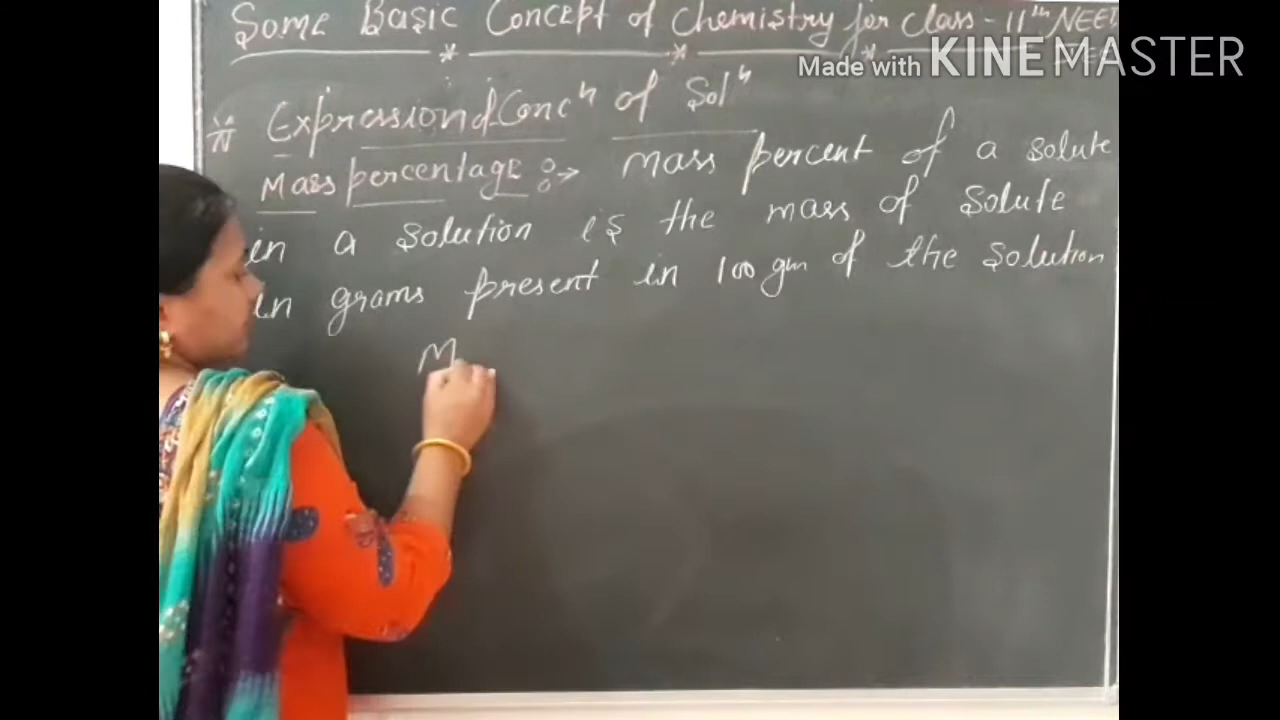 Some Basic Concept of Chemistry for Class - 11th NEET
Made with KINEMASTER
Expression of Concn of Soln
Mass percentage :→ Mass percent of a solute
in a solution is the mass of solute
in grams present in 100 gm of the solution
M